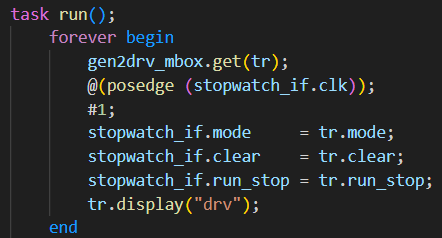 task run();
    forever begin
        gen2drv_mbox.get(tr);
        @(posedge (stopwatch_if.clk));
        #1;
        stopwatch_if.mode     = tr.mode;
        stopwatch_if.clear    = tr.clear;
        stopwatch_if.run_stop = tr.run_stop;
        tr.display("drv");
    end